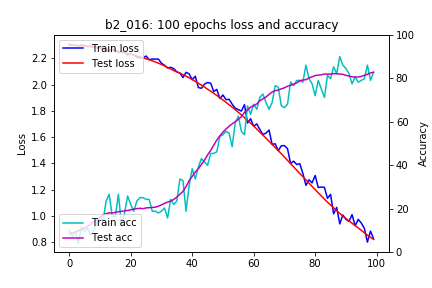 b2_016: 100 epochs loss and accuracy
Train loss
Test loss
Train acc
Test acc
Loss
2.2
2.0
1.8
1.6
1.4
1.2
1.0
0.8
Accuracy
100
80
60
40
20
0
0
20
40
60
80
100